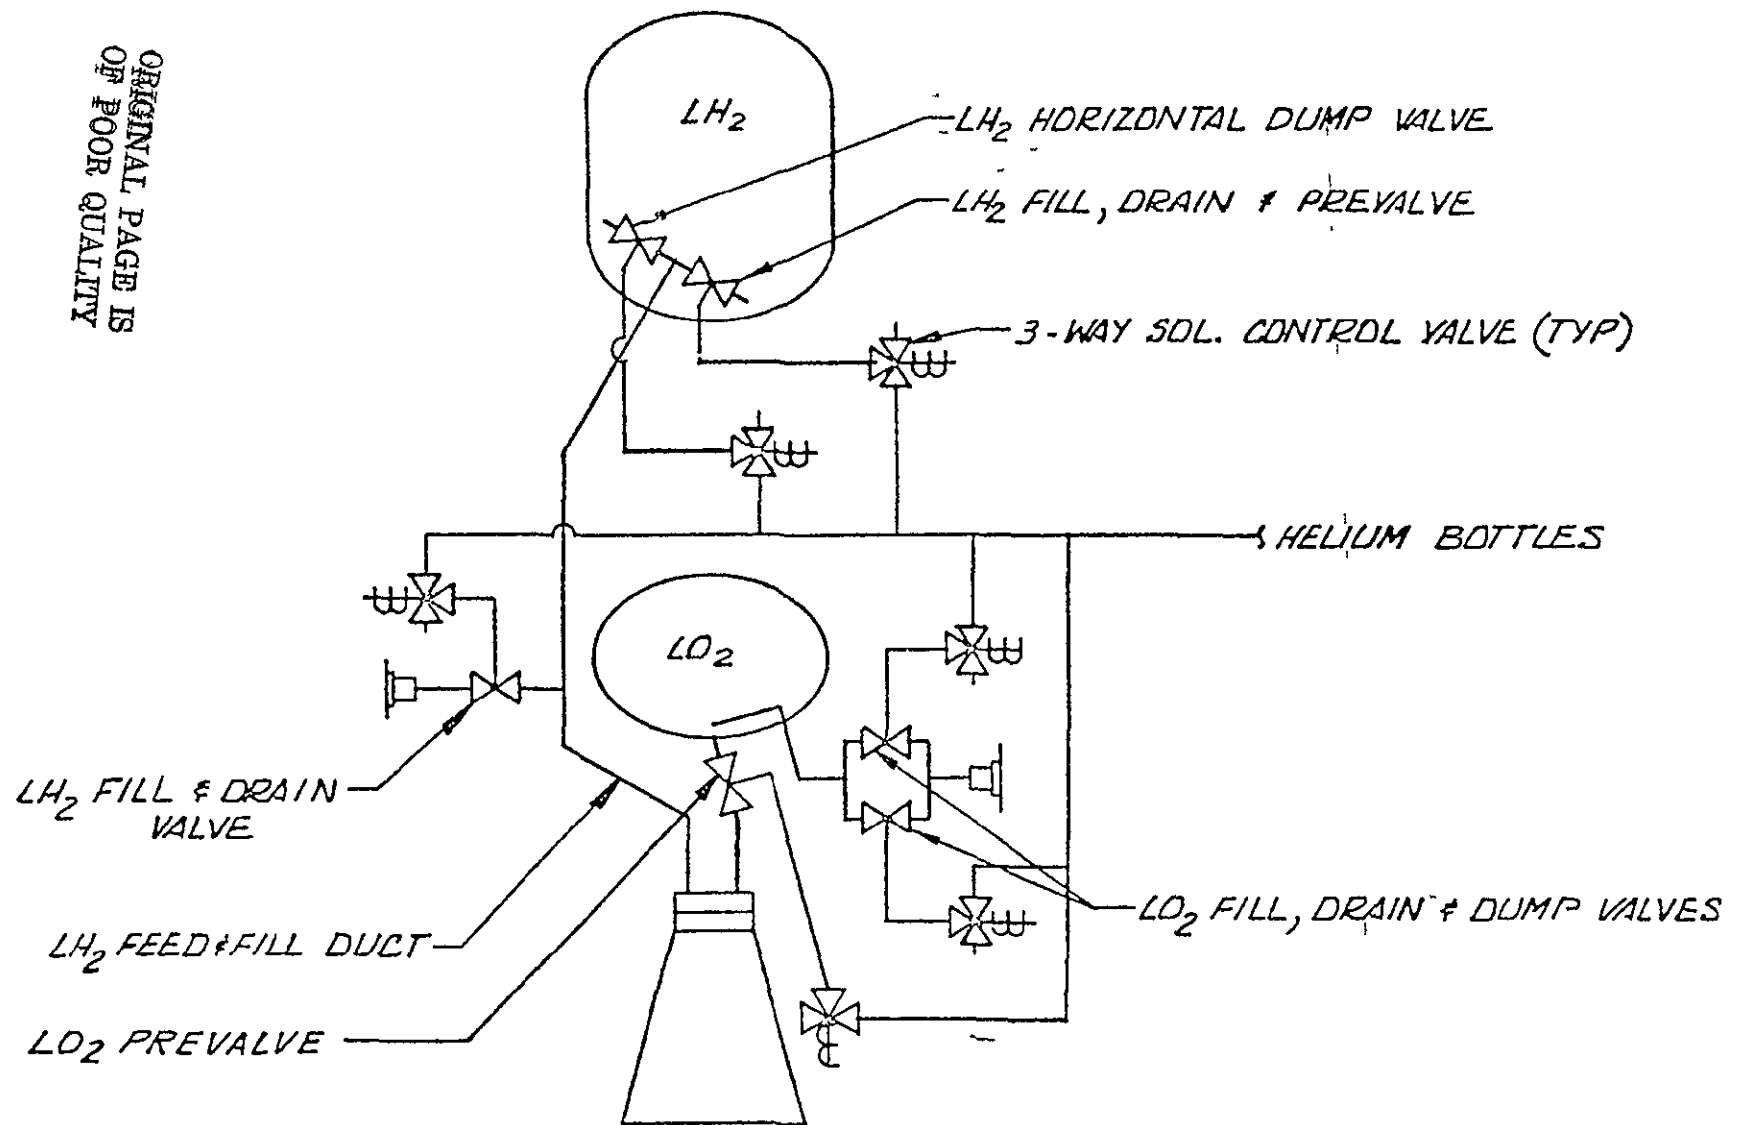 ORIGINAL PAGE IS
OF POOR QUALITY
LH₂
LH₂ HORIZONTAL DUMP VALVE
LH₂ FILL, DRAIN & PREVALVE
3-WAY SOL. CONTROL VALVE (TYP)
HELIUM BOTTLES
LO₂
LH₂ FILL & DRAIN
VALVE
LO₂ FILL, DRAIN & DUMP VALVES
LH₂ FEED & FILL DUCT
LO₂ PREVALVE